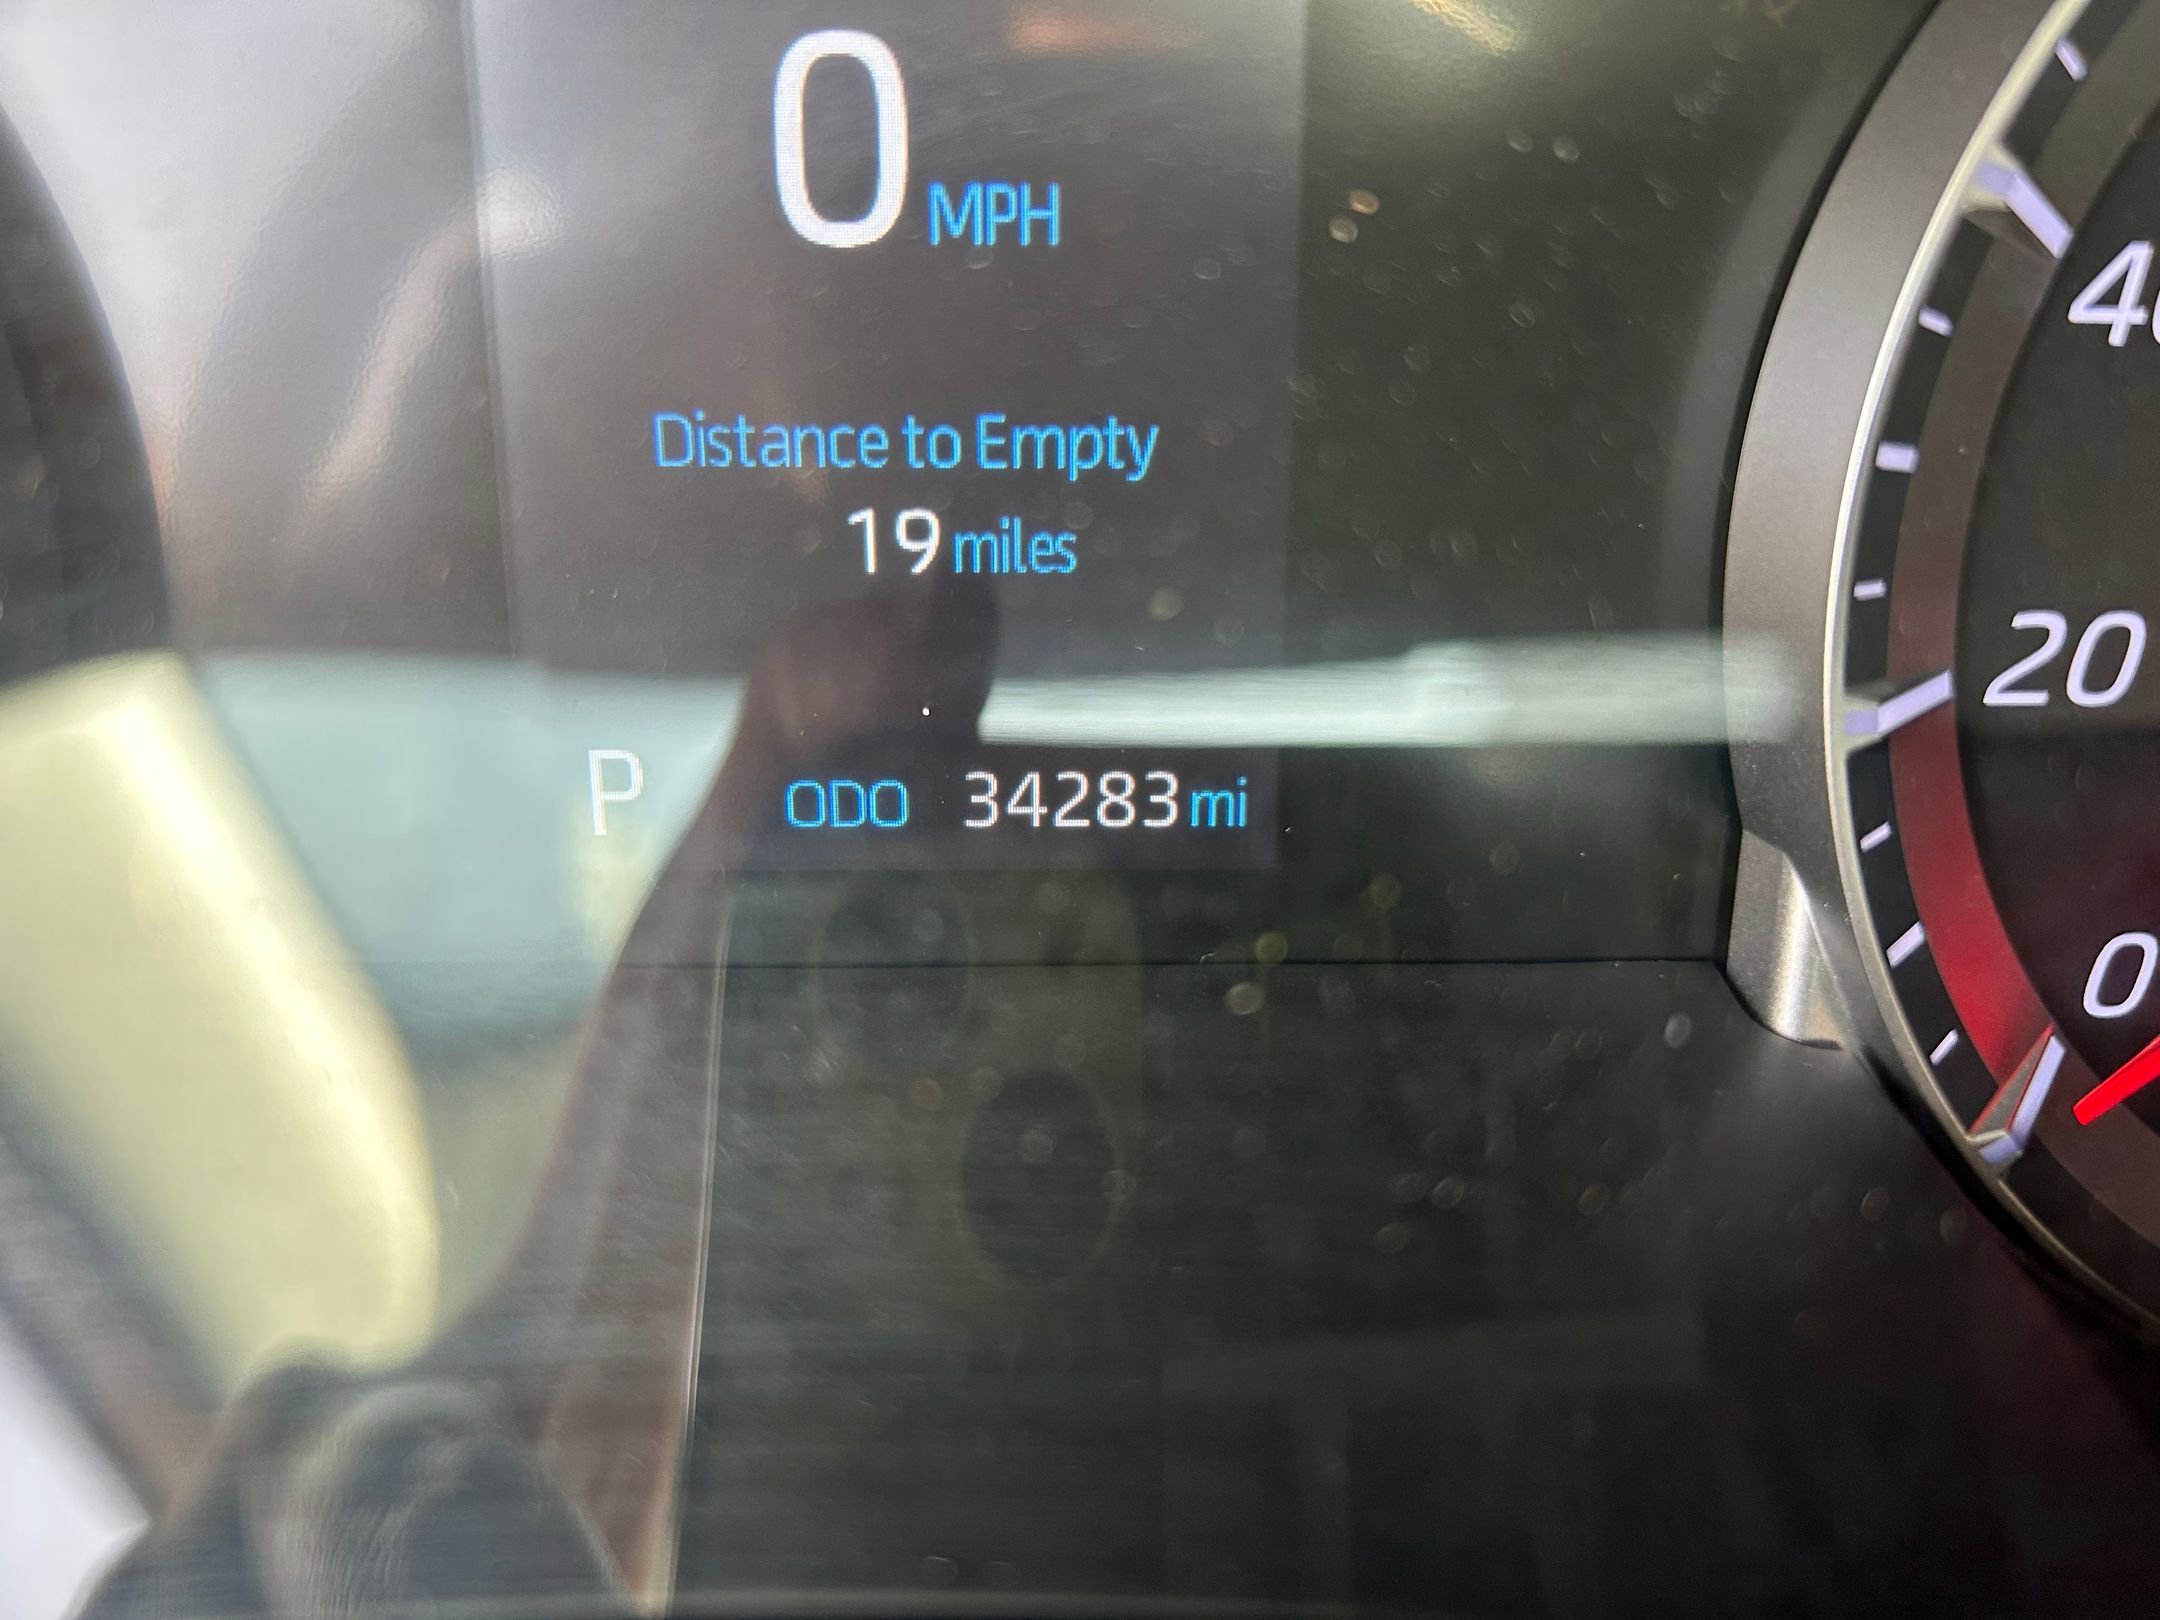 0 MPH
Distance to Empty
19 miles
P ODO 34283 mi
20
0